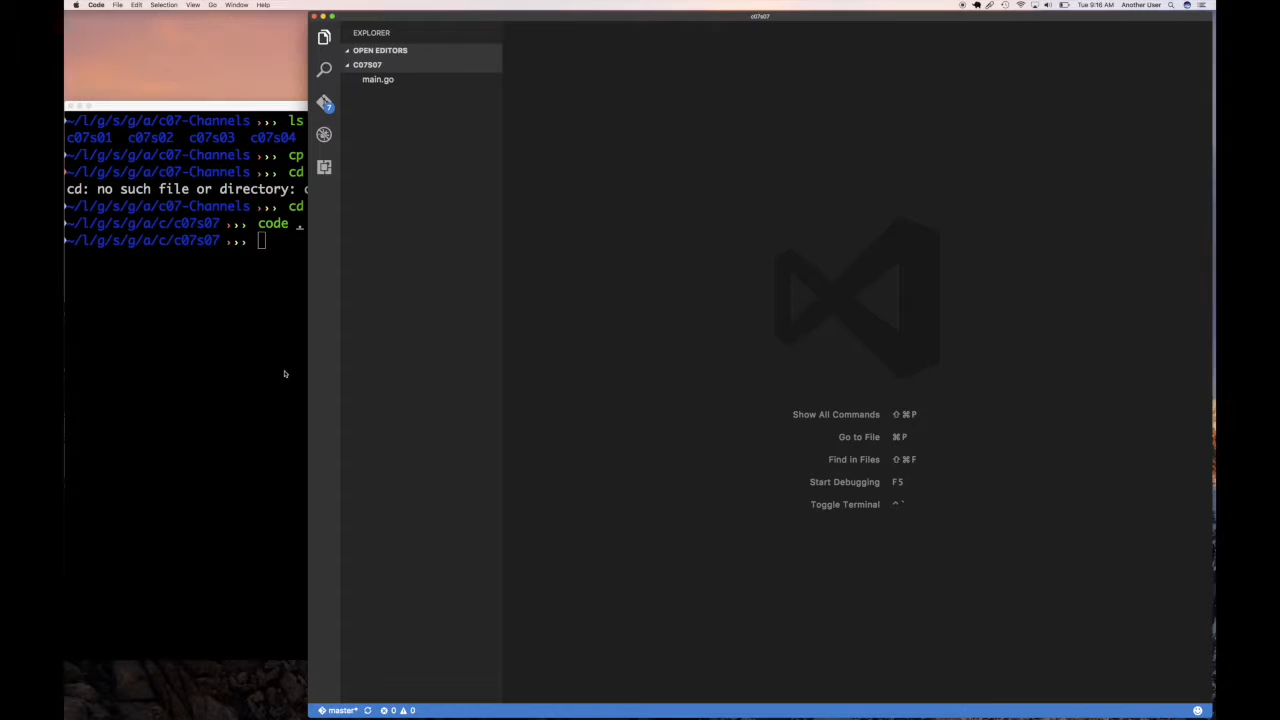 Code File Edit Selection View Go Window Help
Tue 9:16 AM Another User
c07s07
~/l/g/s/g/a/c07-Channels ››› ls
c07s01 c07s02 c07s03 c07s04
~/l/g/s/g/a/c07-Channels ››› cp
~/l/g/s/g/a/c07-Channels ››› cd
cd: no such file or directory: c
~/l/g/s/g/a/c07-Channels ››› cd
~/l/g/s/g/a/c/c07s07 ››› code .
~/l/g/s/g/a/c/c07s07 ›››
EXPLORER
OPEN EDITORS
C07S07
main.go
7
Show All Commands ⇧⌘P
Go to File ⌘P
Find in Files ⇧⌘F
Start Debugging F5
Toggle Terminal ^`
master* 0 0